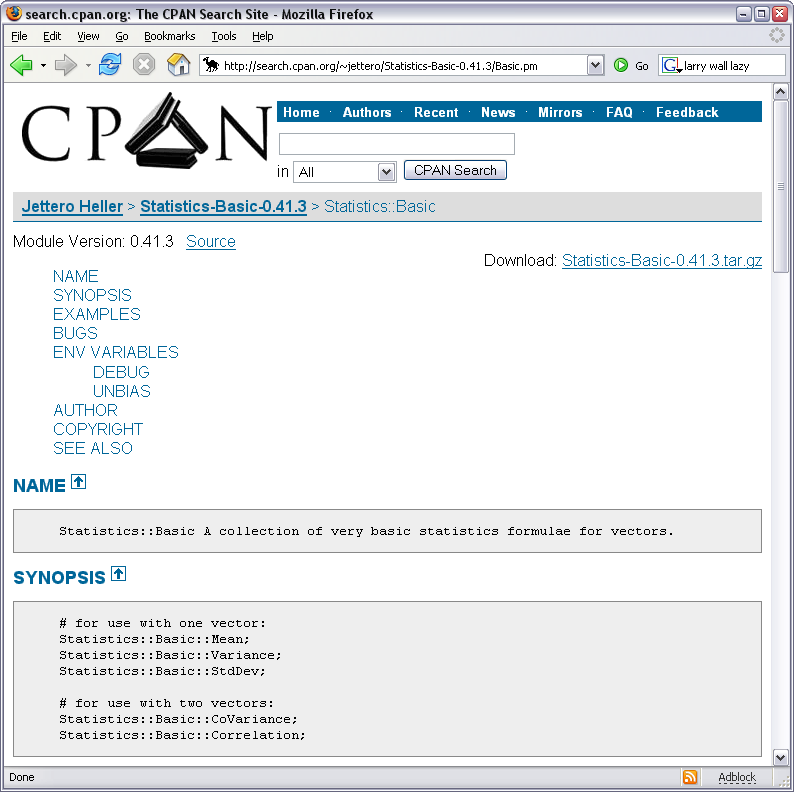 search.cpan.org: The CPAN Search Site - Mozilla Firefox
File Edit View Go Bookmarks Tools Help
http://search.cpan.org/~jettero/Statistics-Basic-0.41.3/Basic.pm Go G larry wall lazy
CPAN
Home · Authors · Recent · News · Mirrors · FAQ · Feedback
in All CPAN Search
Jettero Heller > Statistics-Basic-0.41.3 > Statistics::Basic
Module Version: 0.41.3 Source
Download: Statistics-Basic-0.41.3.tar.gz
NAME
SYNOPSIS
EXAMPLES
BUGS
ENV VARIABLES
DEBUG
UNBIAS
AUTHOR
COPYRIGHT
SEE ALSO
NAME
Statistics::Basic A collection of very basic statistics formulae for vectors.
SYNOPSIS
# for use with one vector:
Statistics::Basic::Mean;
Statistics::Basic::Variance;
Statistics::Basic::StdDev;
# for use with two vectors:
Statistics::Basic::CoVariance;
Statistics::Basic::Correlation;
Done Adblock